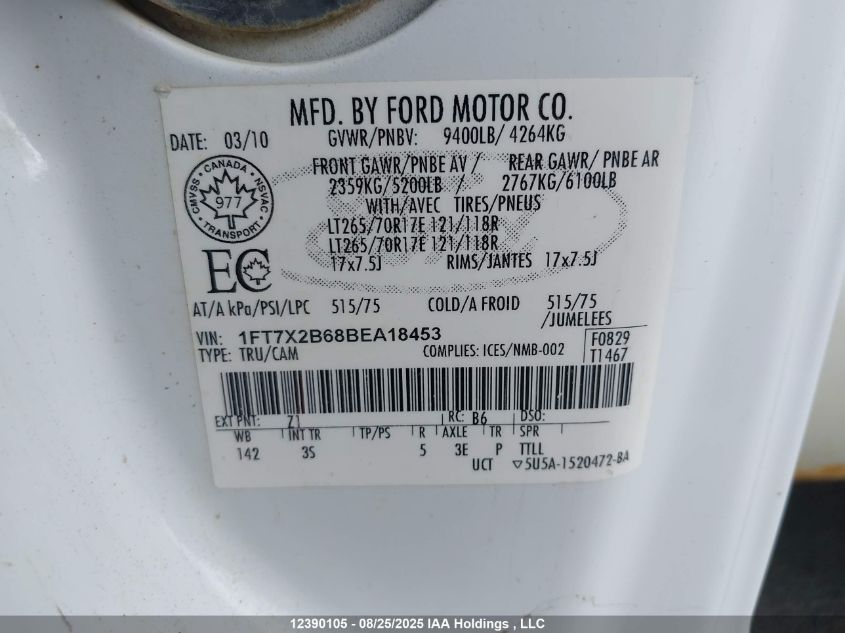 MFD. BY FORD MOTOR CO.
DATE: 03/10 GVWR/PNBV: 9400LB/ 4264KG
FRONT GAWR/PNBE AV / REAR GAWR/ PNBE AR
2359KG/5200LB / 2767KG/6100LB
WITH/AVEC TIRES/PNEUS
LT265/70R17E 121/118R
LT265/70R17E 121/118R
17x7.5J RIMS/JANTES 17x7.5J
CANADA
CMVSS NSVAC
977
TRANSPORT
EC
AT/A kPa/PSI/LPC 515/75 COLD/A FROID 515/75
/JUMELEES
VIN: 1FT7X2B68BEA18453
TYPE: TRU/CAM COMPLIES: ICES/NMB-002
F0829
T1467
EXT PNT: Z1 RC: B6 DSO:
WB INT TR TP/PS R AXLE TR SPR
142 3S 5 3E P TTLL
UCT ▽5U5A-1520472-BA
12390105 - 08/25/2025 IAA Holdings , LLC